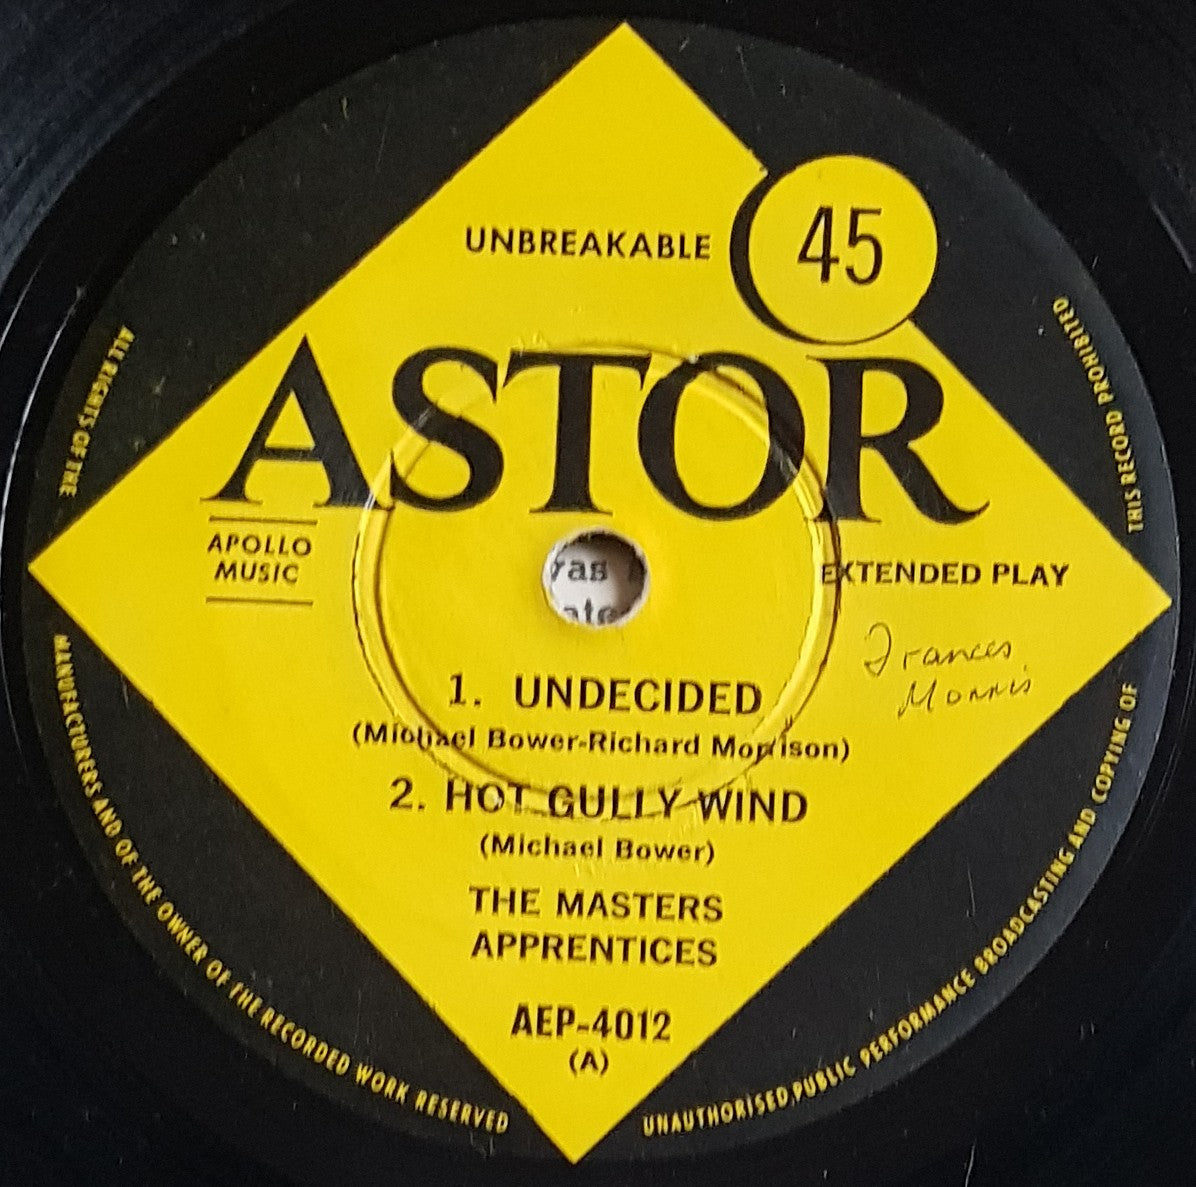 UNBREAKABLE
45
ASTOR
APOLLO
MUSIC
EXTENDED PLAY
Frances
Morris
1. UNDECIDED
(Michael Bower-Richard Morrison)
2. HOT GULLY WIND
(Michael Bower)
THE MASTERS
APPRENTICES
AEP-4012
(A)
ALL RIGHTS OF THE
MANUFACTURERS AND OF THE OWNER OF THE RECORDED WORK RESERVED
UNAUTHORISED, PUBLIC PERFORMANCE BROADCASTING AND COPYING OF
THIS RECORD PROHIBITED